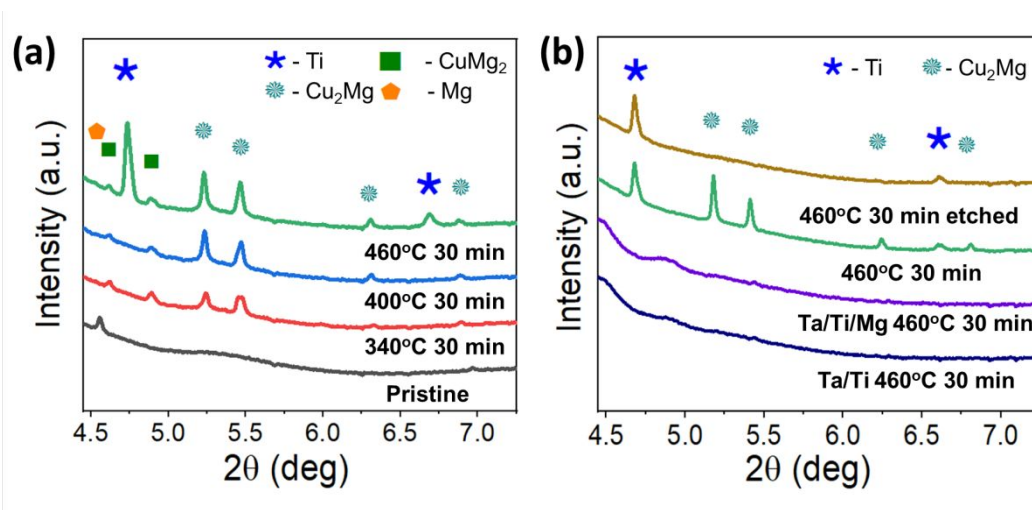 (a)
- Ti
- CuMg₂
- Cu₂Mg
- Mg
Intensity (a.u.)
460°C 30 min
400°C 30 min
340°C 30 min
Pristine
4.5 5.0 5.5 6.0 6.5 7.0
2θ (deg)
(b)
- Ti
- Cu₂Mg
Intensity (a.u.)
460°C 30 min etched
460°C 30 min
Ta/Ti/Mg 460°C 30 min
Ta/Ti 460°C 30 min
4.5 5.0 5.5 6.0 6.5 7.0
2θ (deg)